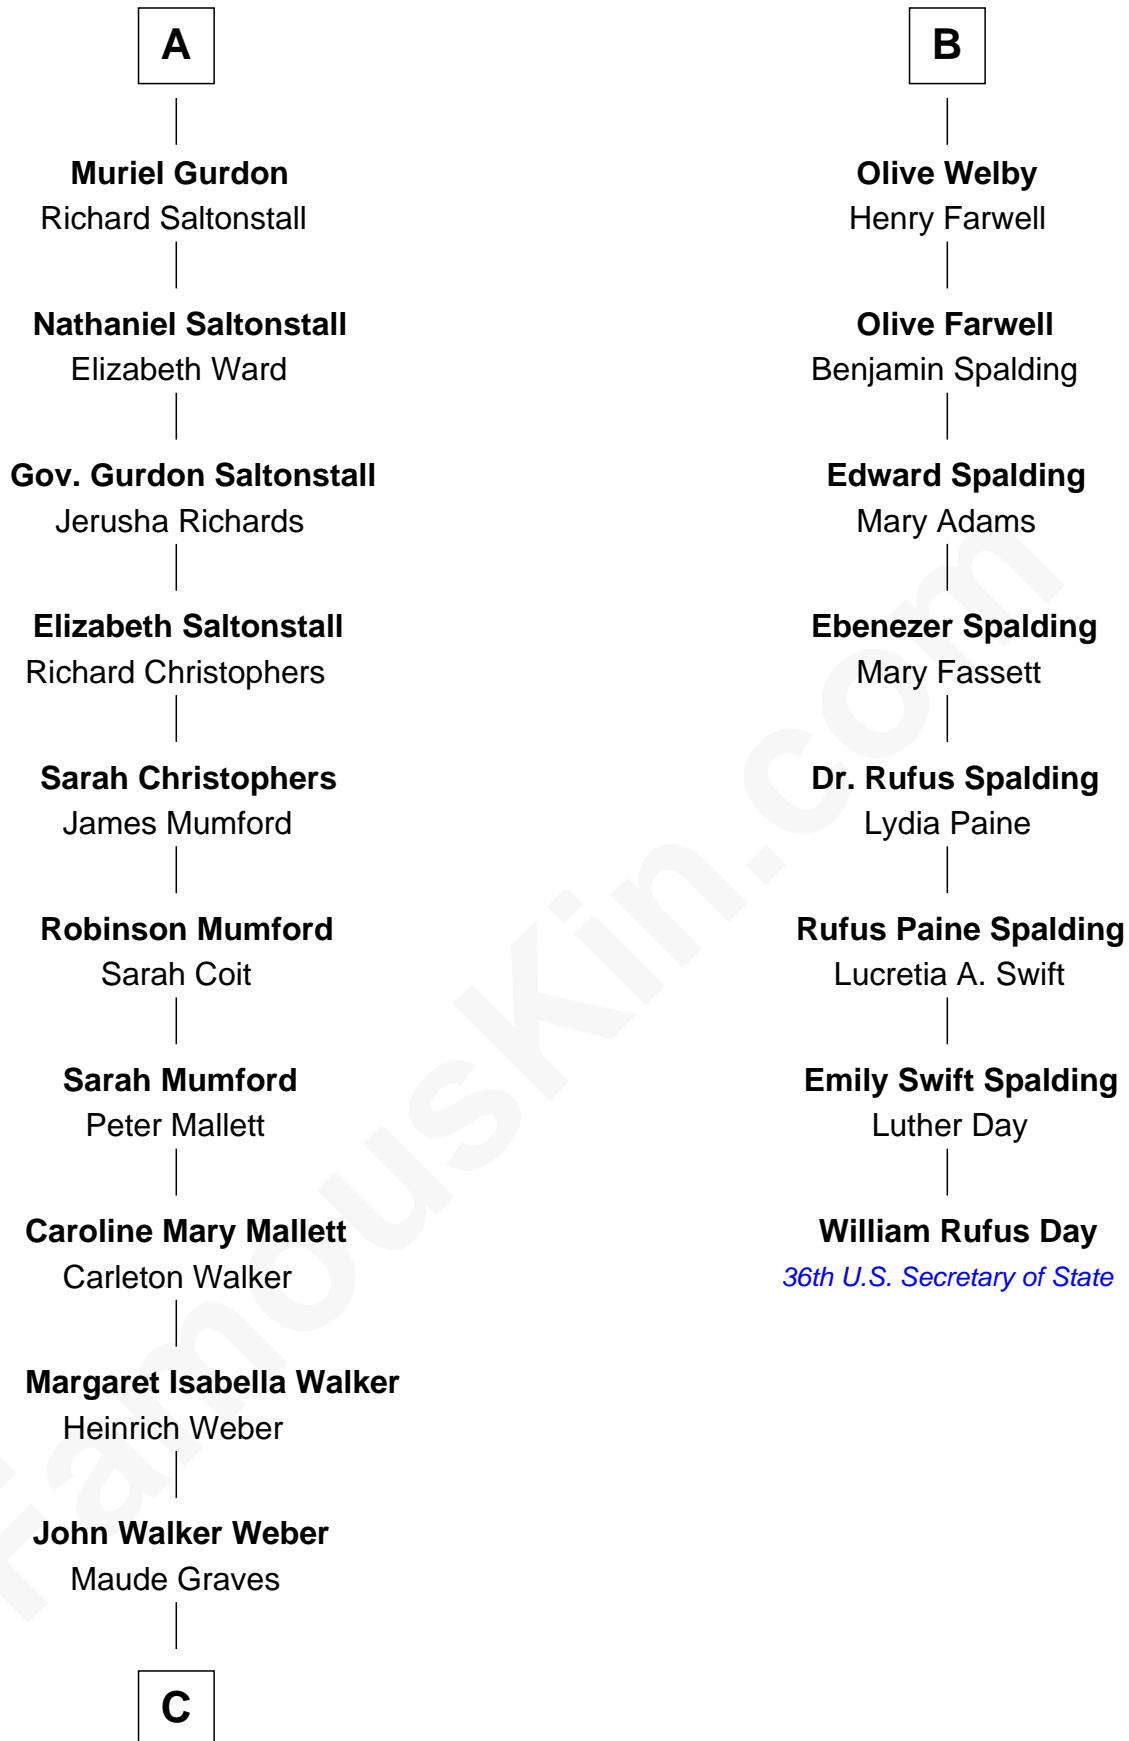 A
Muriel Gurdon
Richard Saltonstall
Nathaniel Saltonstall
Elizabeth Ward
Gov. Gurdon Saltonstall
Jerusha Richards
Elizabeth Saltonstall
Richard Christophers
Sarah Christophers
James Mumford
Robinson Mumford
Sarah Coit
Sarah Mumford
Peter Mallett
Caroline Mary Mallett
Carleton Walker
Margaret Isabella Walker
Heinrich Weber
John Walker Weber
Maude Graves
C
B
Olive Welby
Henry Farwell
Olive Farwell
Benjamin Spalding
Edward Spalding
Mary Adams
Ebenezer Spalding
Mary Fassett
Dr. Rufus Spalding
Lydia Paine
Rufus Paine Spalding
Lucretia A. Swift
Emily Swift Spalding
Luther Day
William Rufus Day
36th U.S. Secretary of State
FamousKin.com